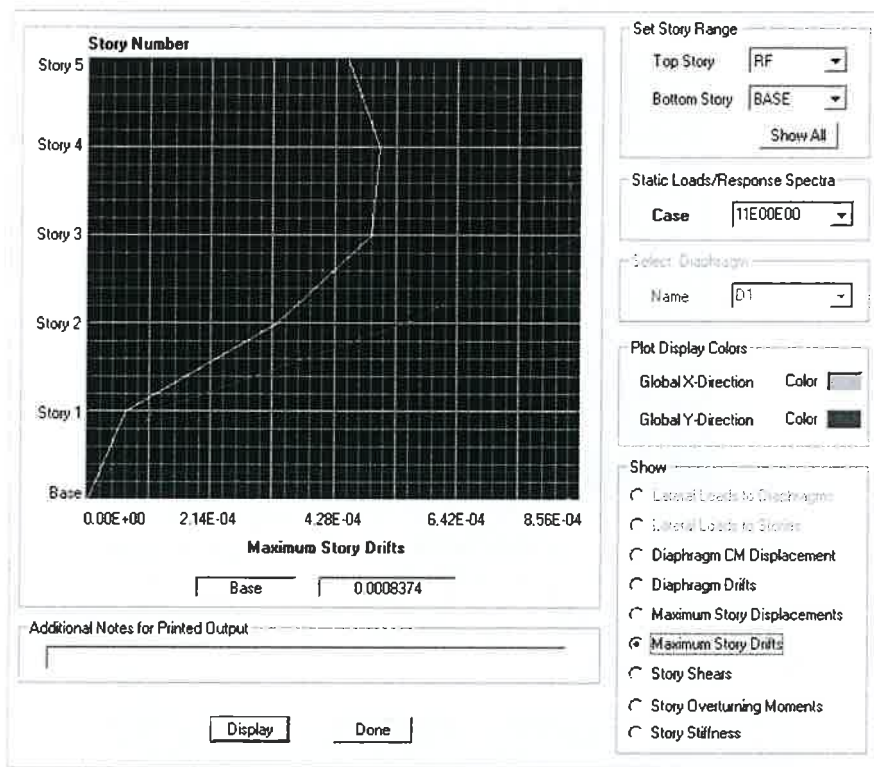 Story Number
Story 5
Story 4
Story 3
Story 2
Story 1
Base
0.00E+00 2.14E-04 4.28E-04 6.42E-04 8.56E-04
Maximum Story Drifts
Base 0.0008374
Additional Notes for Printed Output
Display Done
Set Story Range
Top Story RF
Bottom Story BASE
Show All
Static Loads/Response Spectra
Case 11E00E00
Select Diaphragm
Name D1
Plot Display Colors
Global X-Direction Color
Global Y-Direction Color
Show
Lateral Loads to Diaphragms
Lateral Loads to Stories
Diaphragm CM Displacement
Diaphragm Drifts
Maximum Story Displacements
Maximum Story Drifts
Story Shears
Story Overturning Moments
Story Stiffness